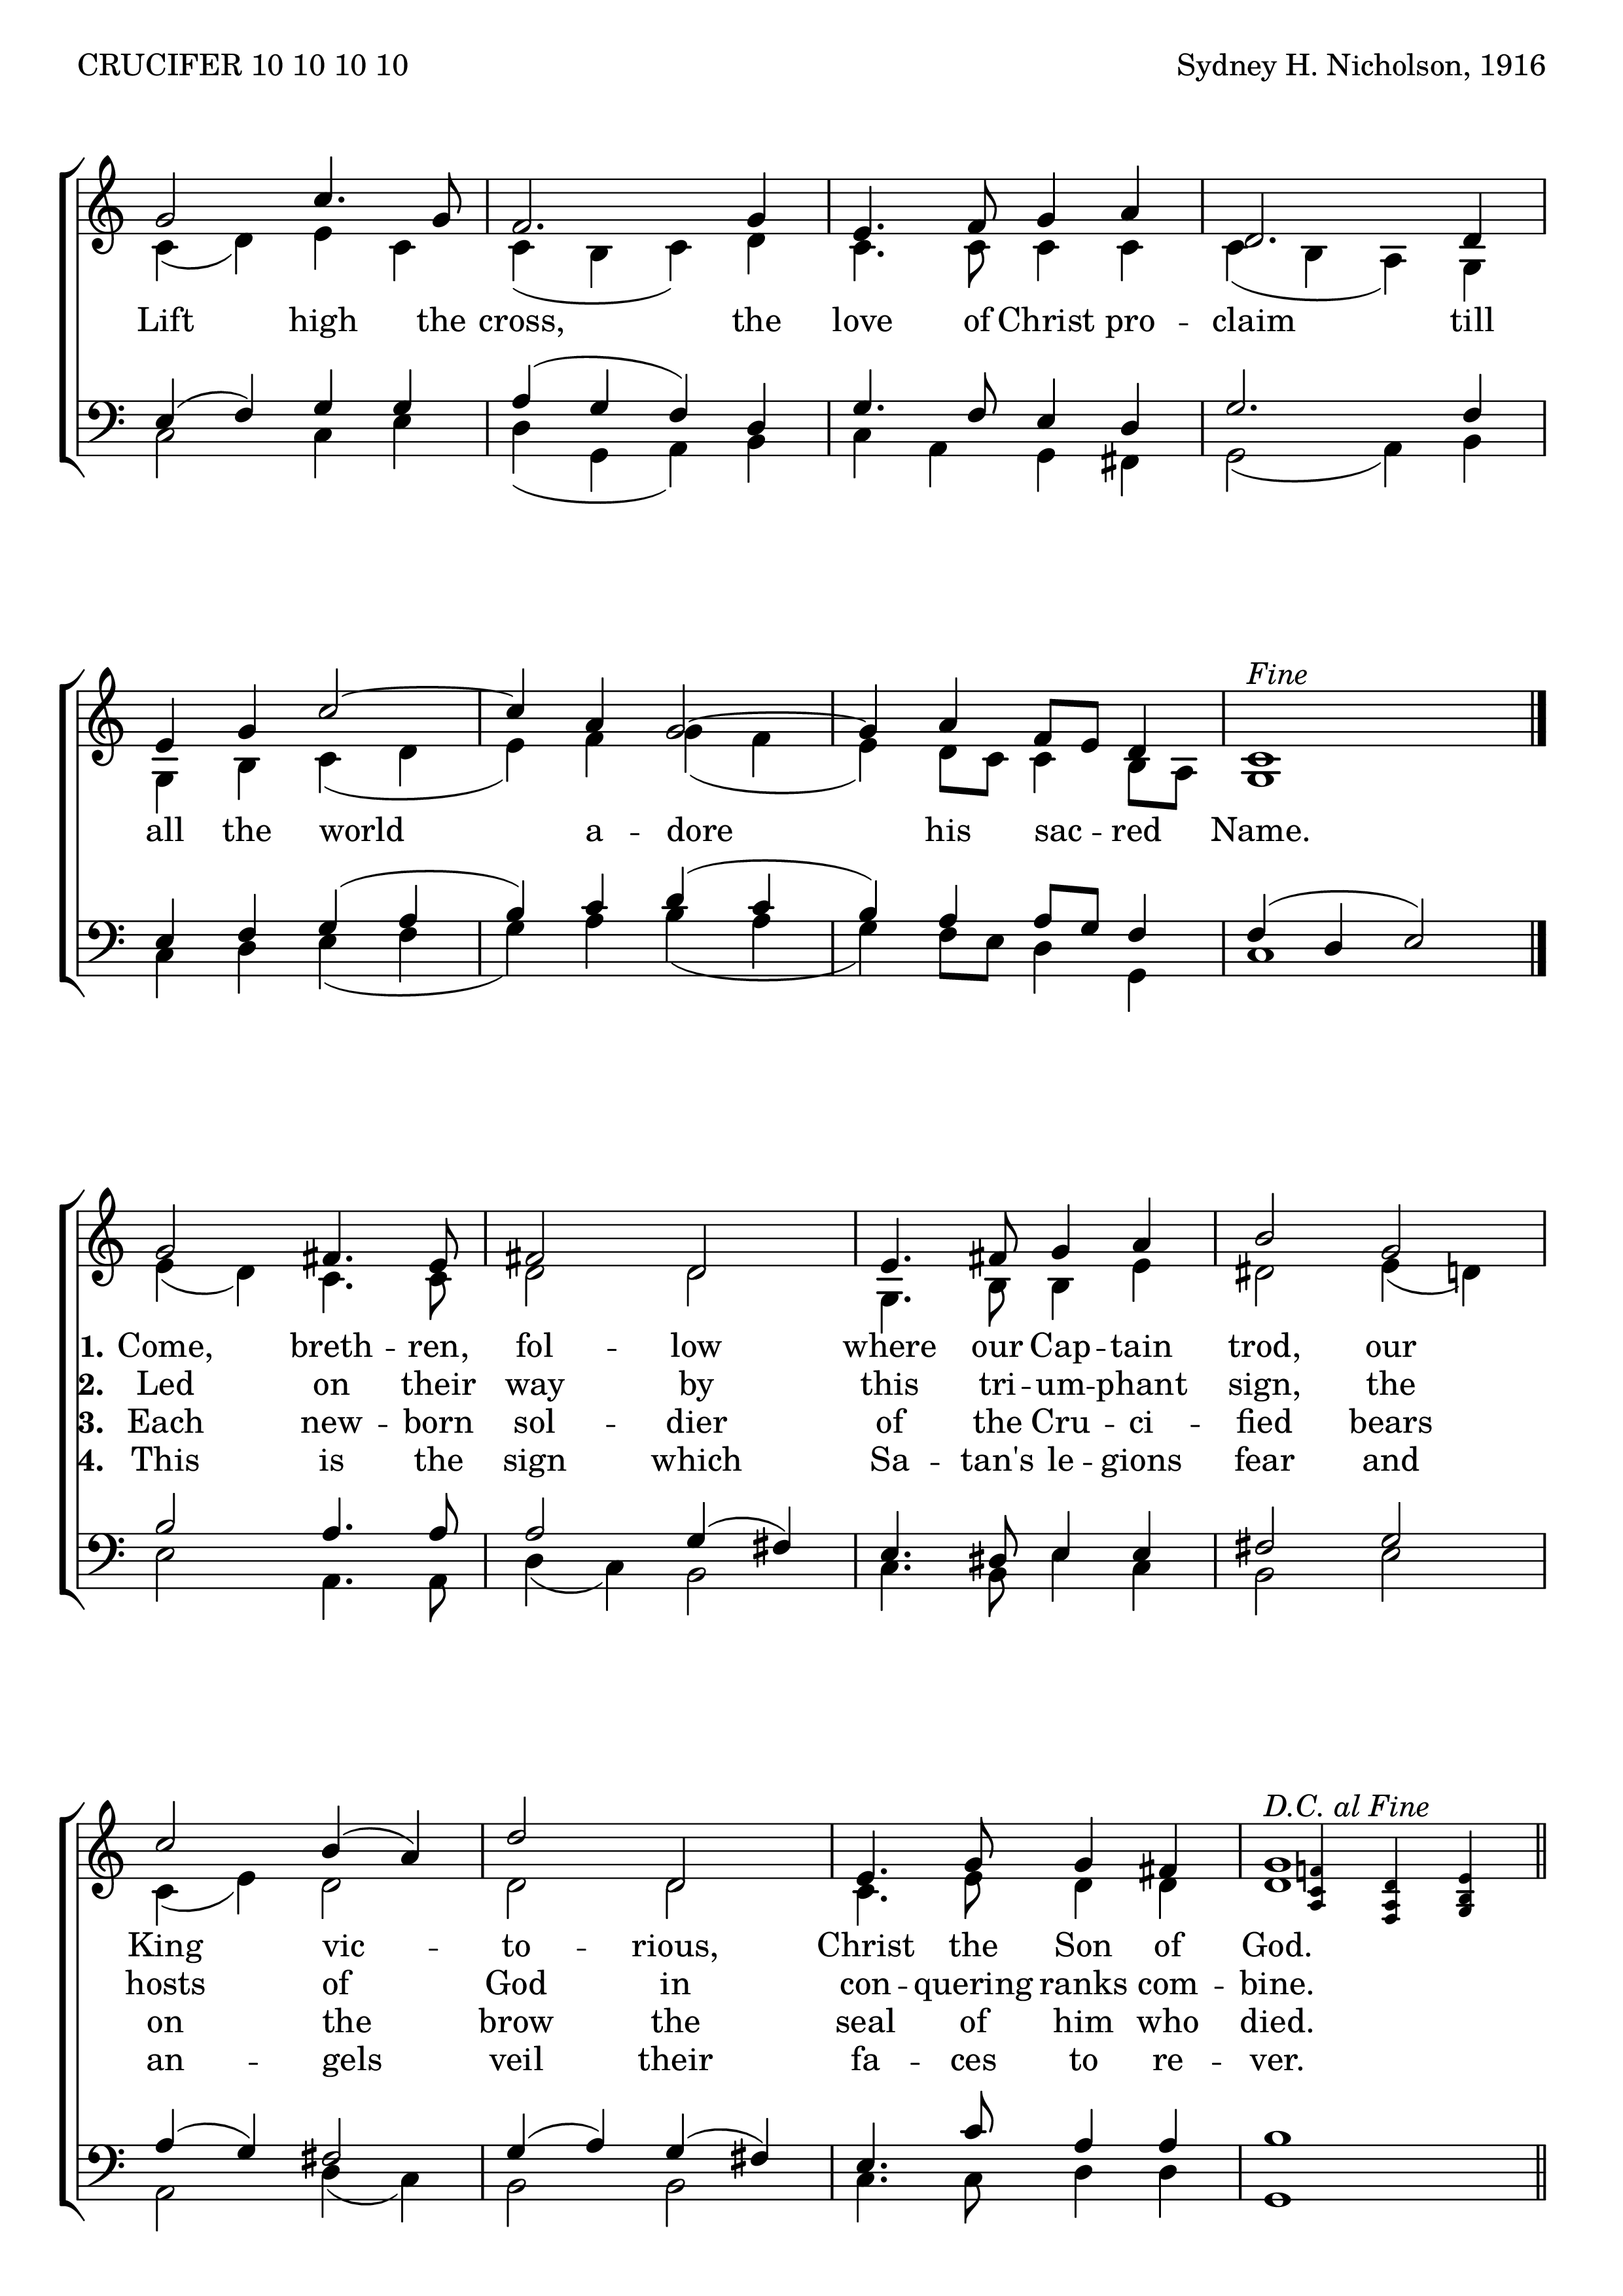 CRUCIFER 10 10 10 10
Sydney H. Nicholson, 1916
Lift high the cross, the love of Christ pro - claim till
Fine
all the world a - dore his sac - red Name.
1. Come, breth - ren, fol - low where our Cap - tain trod, our
2. Led on their way by this tri - um - phant sign, the
3. Each new - born sol - dier of the Cru - ci - fied bears
4. This is the sign which Sa - tan's le - gions fear and
D.C. al Fine
King vic - to - rious, Christ the Son of God.
hosts of God in con - quering ranks com - bine.
on the brow the seal of him who died.
an - gels veil their fa - ces to re - ver.